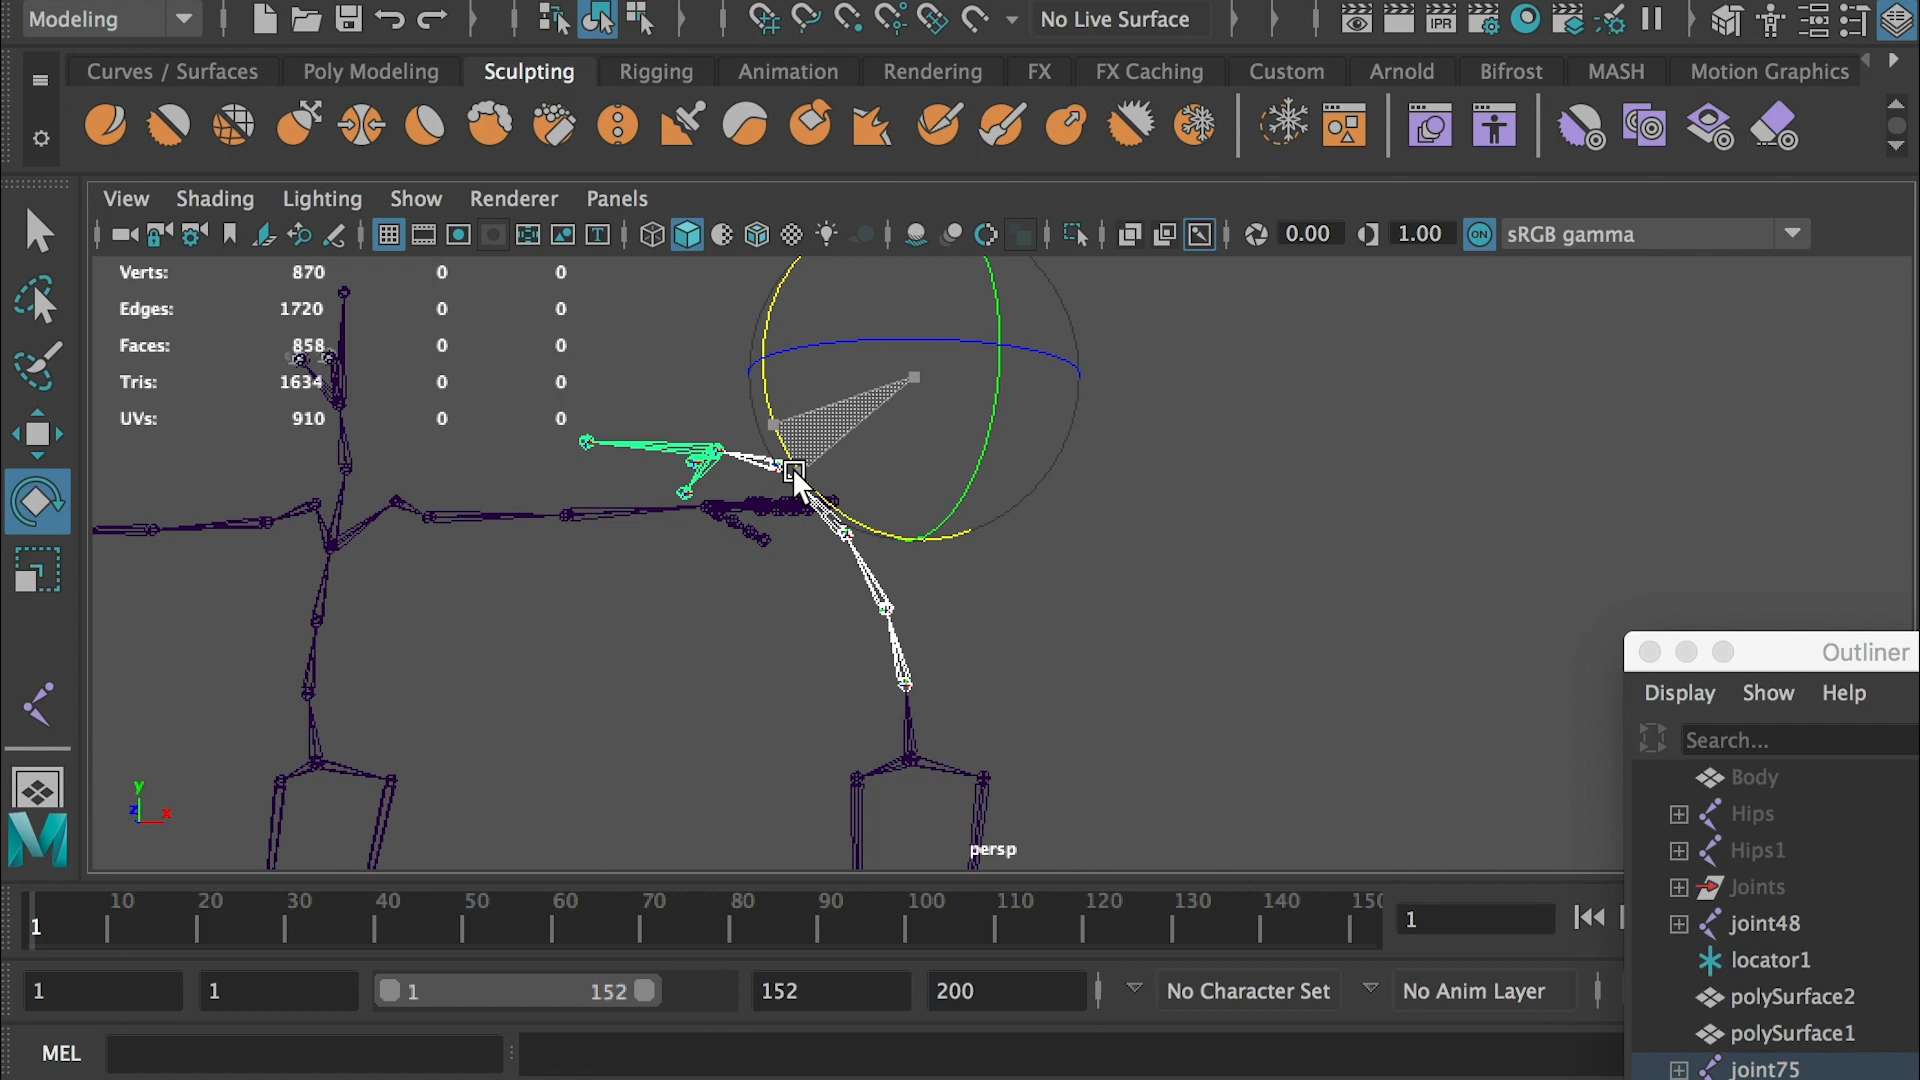 Modeling
No Live Surface
IPR
Curves / Surfaces Poly Modeling Sculpting Rigging Animation Rendering FX FX Caching Custom Arnold Bifrost MASH Motion Graphics
View Shading Lighting Show Renderer Panels
T 0.00 1.00 ON sRGB gamma
Verts: 870 0 0
Edges: 1720 0 0
Faces: 858 0 0
Tris: 1634 0 0
UVs: 910 0 0
y
z x
persp
Outliner
Display Show Help
Search...
Body
Hips
Hips1
Joints
joint48
locator1
polySurface2
polySurface1
joint75
1 10 20 30 40 50 60 70 80 90 100 110 120 130 140 150
1
1 1 1 152 152 200 No Character Set No Anim Layer
MEL